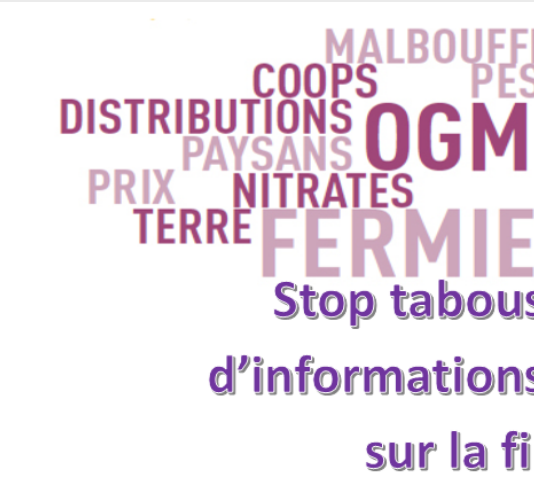 MALBOUFF
COOPS PES
DISTRIBUTIONS OGM
PAYSANS
PRIX NITRATES
TERRE FERMIE
Stop tabous
d’informations
sur la fi